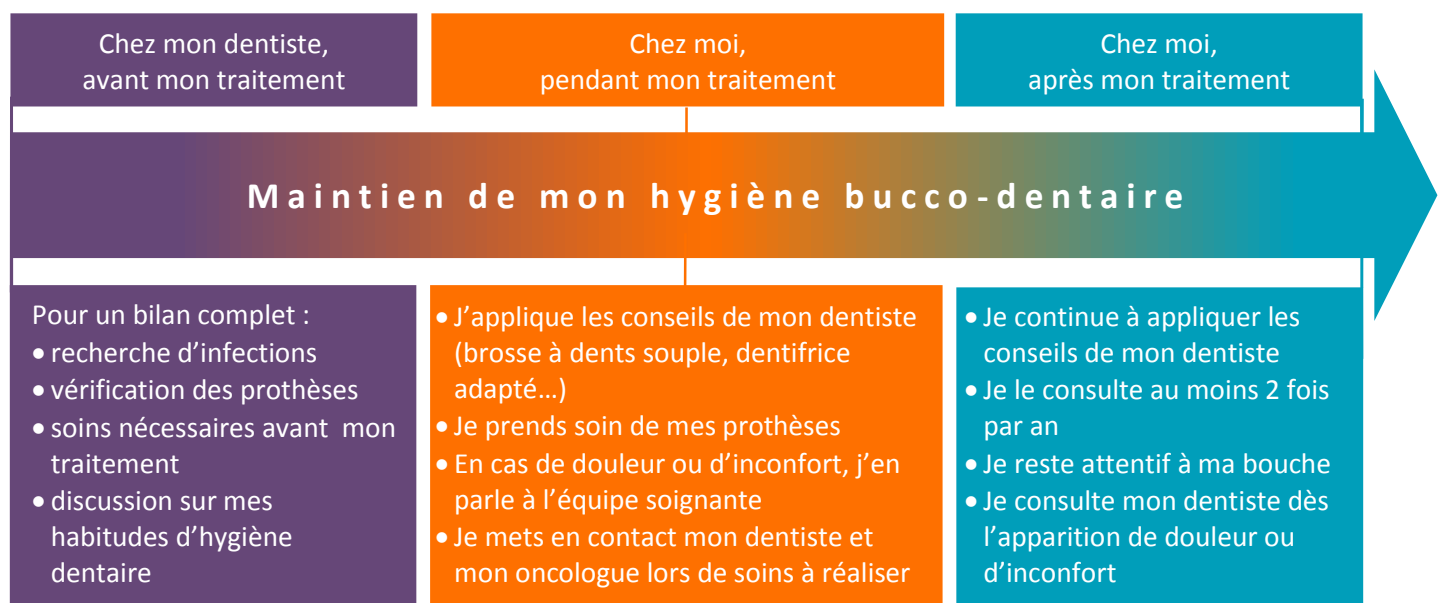 Chez mon dentiste,
avant mon traitement
Chez moi,
pendant mon traitement
Chez moi,
après mon traitement
Maintien de mon hygiène bucco-dentaire
Pour un bilan complet :
• recherche d’infections
• vérification des prothèses
• soins nécessaires avant mon
traitement
• discussion sur mes
habitudes d’hygiène
dentaire
• J’applique les conseils de mon dentiste
(brosse à dents souple, dentifrice
adapté…)
• Je prends soin de mes prothèses
• En cas de douleur ou d’inconfort, j’en
parle à l’équipe soignante
• Je mets en contact mon dentiste et
mon oncologue lors de soins à réaliser
• Je continue à appliquer les
conseils de mon dentiste
• Je le consulte au moins 2 fois
par an
• Je reste attentif à ma bouche
• Je consulte mon dentiste dès
l’apparition de douleur ou
d’inconfort